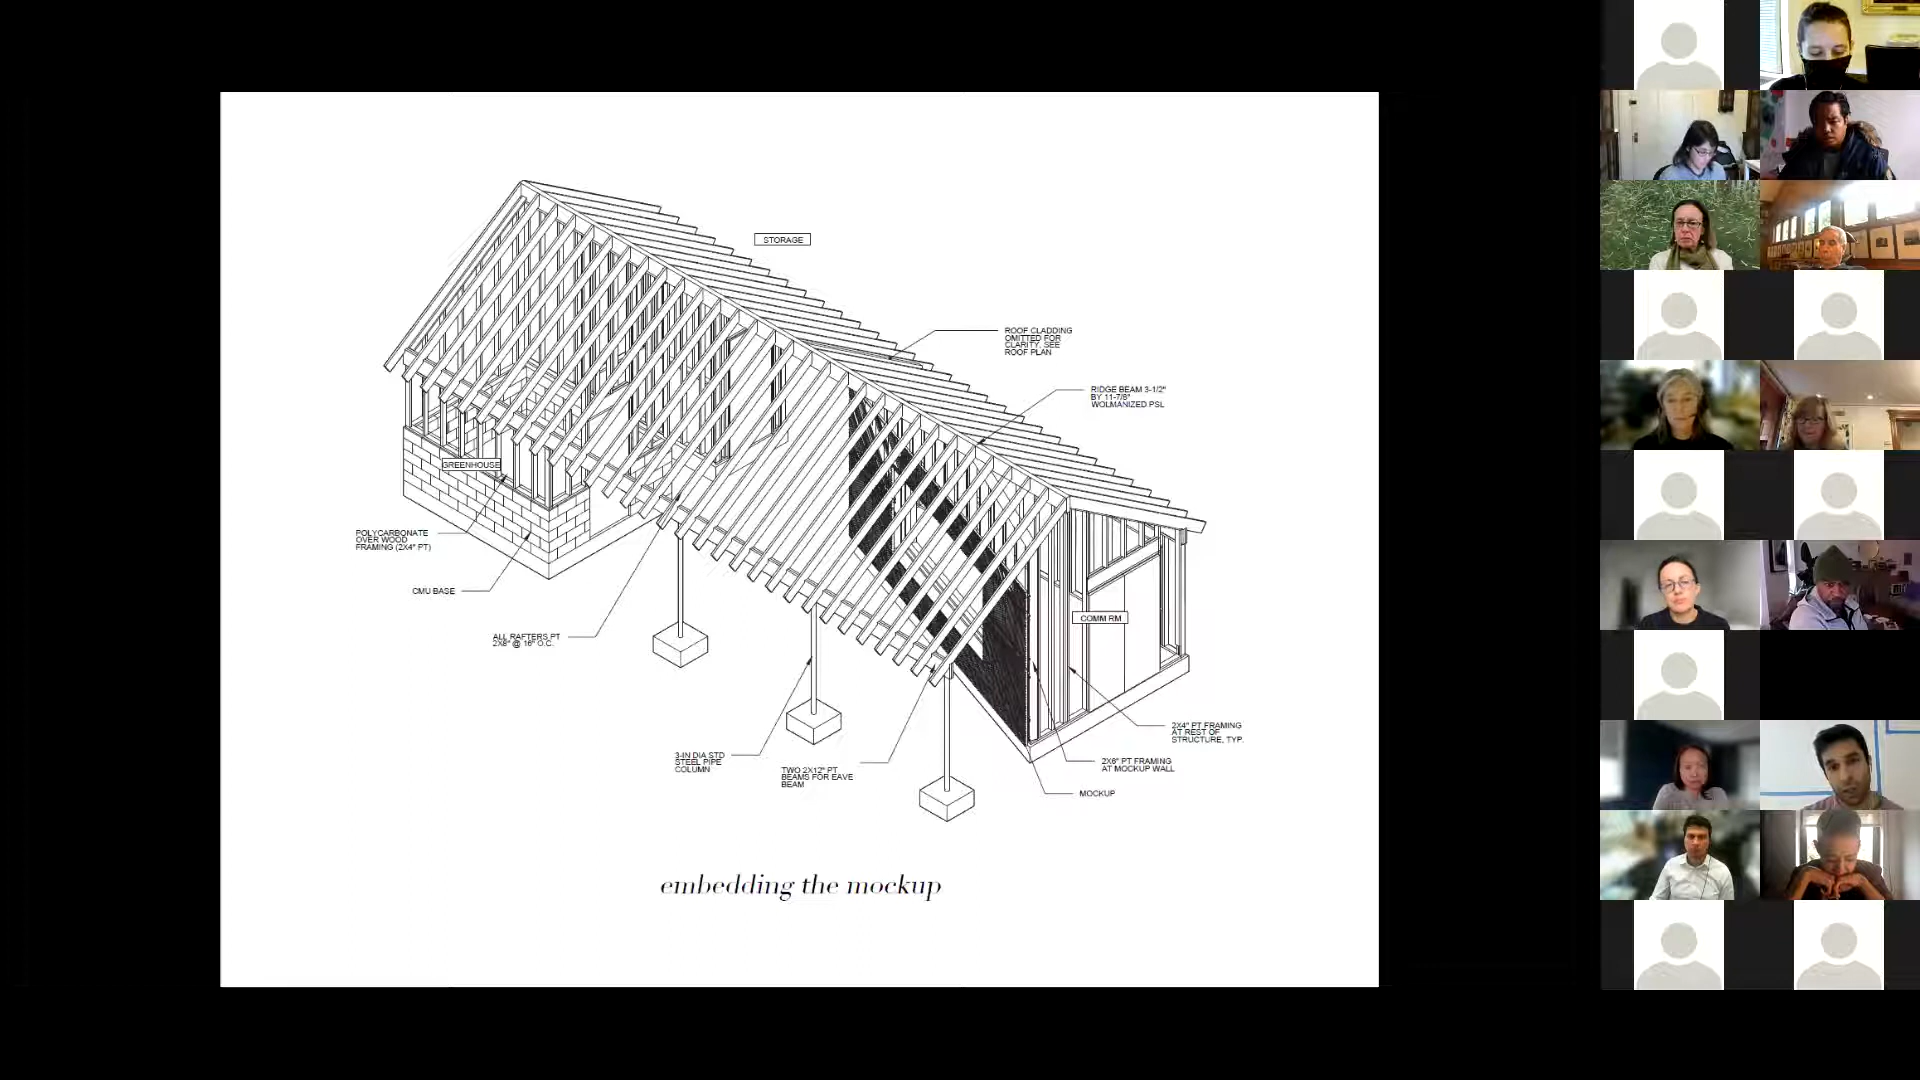 STORAGE
ROOF CLADDING
OMITTED FOR
CLARITY, SEE
ROOF PLAN
RIDGE BEAM 3-1/2"
BY 11-7/8"
WOLMANIZED PSL
GREENHOUSE
POLYCARBONATE
OVER WOOD
FRAMING (2X4" PT)
CMU BASE
ALL RAFTERS PT
2X8" @ 16" O.C.
COMM RM
3-IN DIA STD
STEEL PIPE
COLUMN
TWO 2X12" PT
BEAMS FOR EAVE
BEAM
2X4" PT FRAMING
AT REST OF
STRUCTURE, TYP.
2X6" PT FRAMING
AT MOCKUP WALL
MOCKUP
embedding the mockup